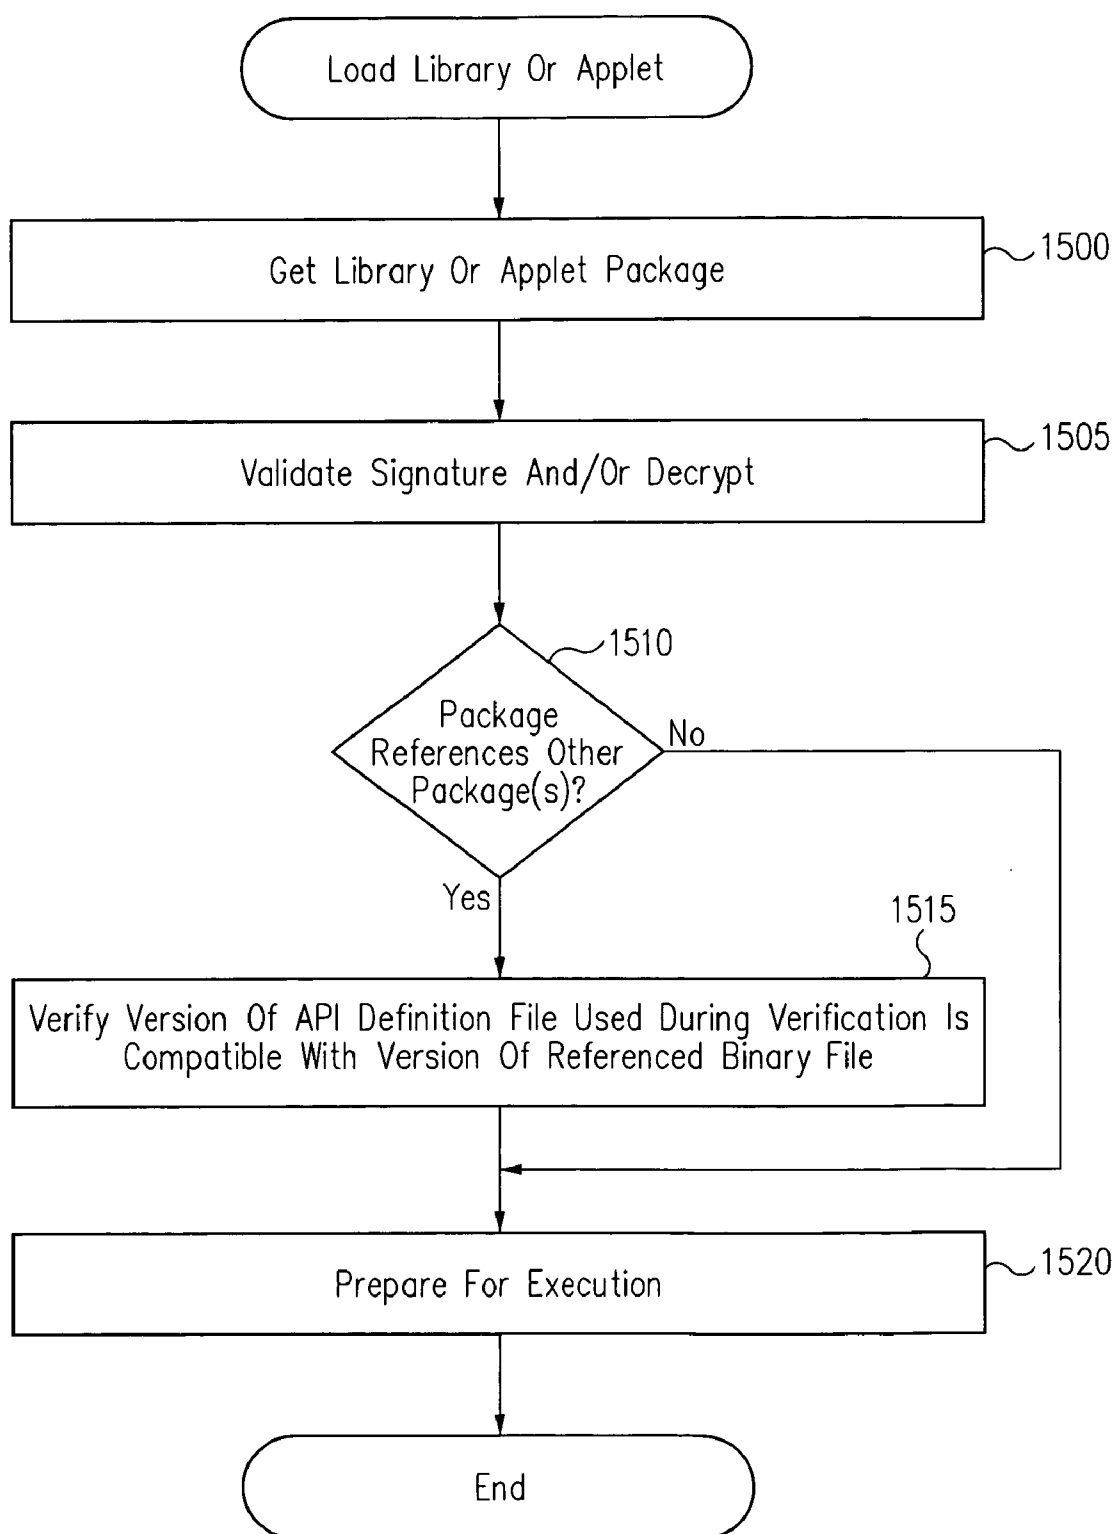 Load Library Or Applet
Get Library Or Applet Package
1500
Validate Signature And/Or Decrypt
1505
1510
Package
References Other
Package(s)?
No
Yes
1515
Verify Version Of API Definition File Used During Verification Is
Compatible With Version Of Referenced Binary File
Prepare For Execution
1520
End